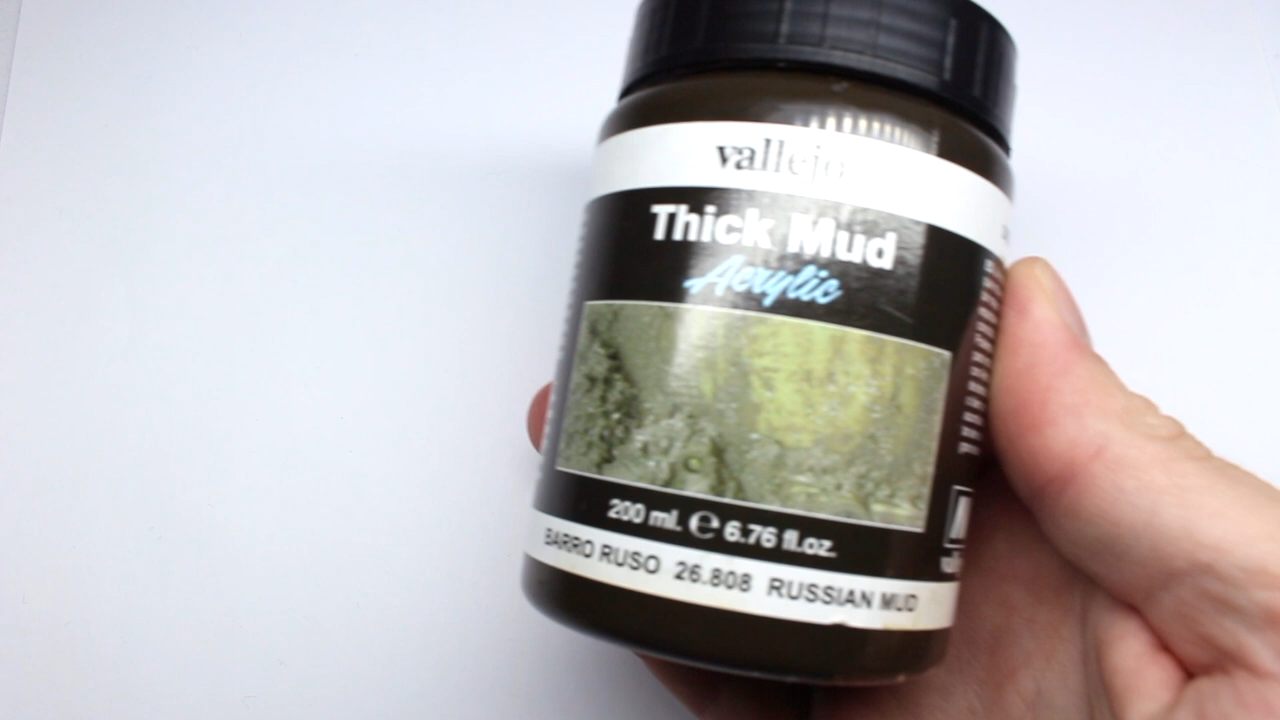 vallejo
Thick Mud
Acrylic
200 ml. e 6.76 fl.oz.
BARRO RUSO 26.808 RUSSIAN MUD